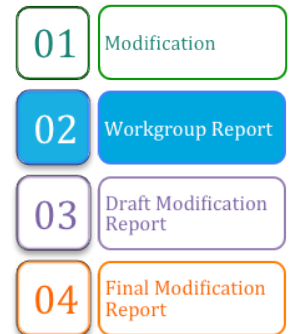 01
Modification
02
Workgroup Report
03
Draft Modification
Report
04
Final Modification
Report